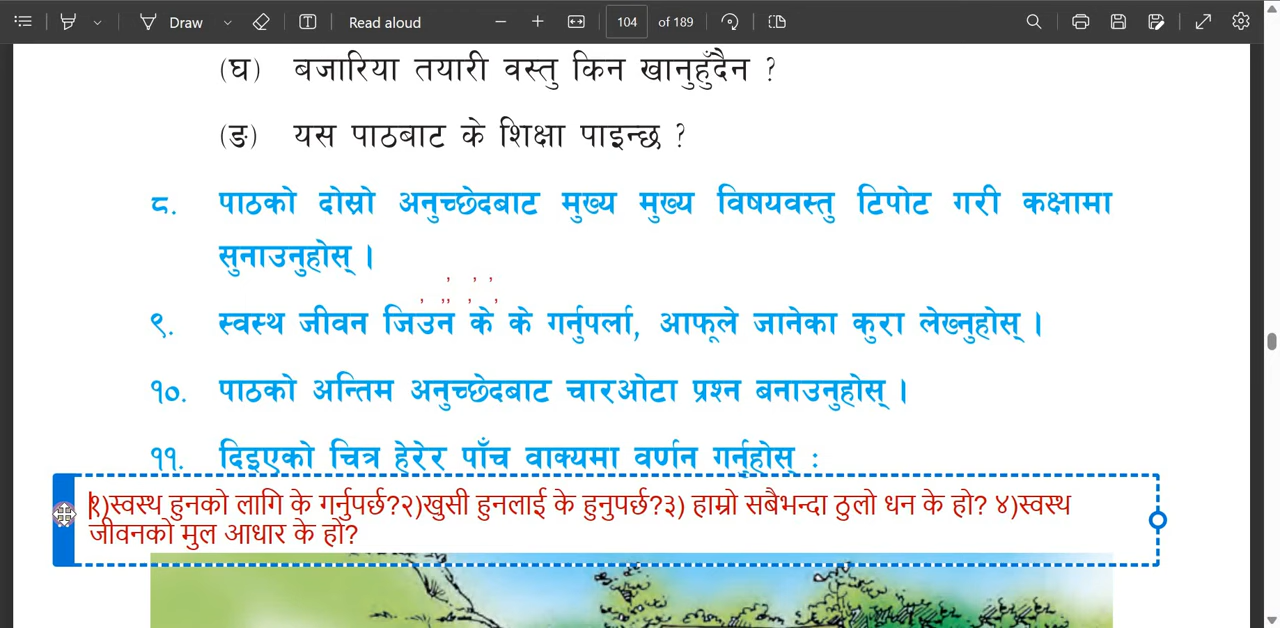 Draw
Read aloud
104 of 189
(घ) बजारिया तयारी वस्तु किन खानुहुँदैन ?
(ङ) यस पाठबाट के शिक्षा पाइन्छ ?
८. पाठको दोस्रो अनुच्छेदबाट मुख्य मुख्य विषयवस्तु टिपोट गरी कक्षामा
सुनाउनुहोस् ।
९. स्वस्थ जीवन जिउन के के गर्नुपर्ला, आफूले जानेका कुरा लेख्नुहोस् ।
१०. पाठको अन्तिम अनुच्छेदबाट चारओटा प्रश्न बनाउनुहोस् ।
११. दिइएको चित्र हेरेर पाँच वाक्यमा वर्णन गर्नुहोस् :
१)स्वस्थ हुनको लागि के गर्नुपर्छ?२)खुसी हुनलाई के हुनुपर्छ?३) हाम्रो सबैभन्दा ठुलो धन के हो? ४)स्वस्थ
जीवनको मुल आधार के हो?